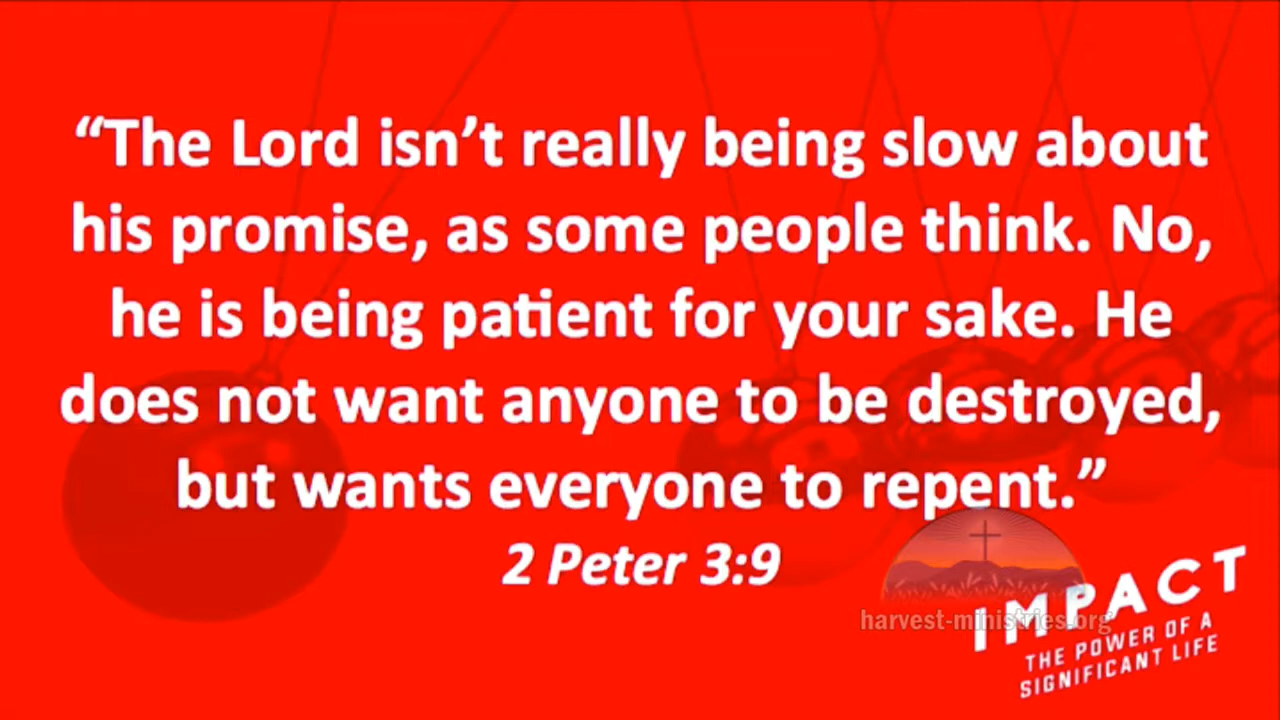 “The Lord isn’t really being slow about
his promise, as some people think. No,
he is being patient for your sake. He
does not want anyone to be destroyed,
but wants everyone to repent.”
2 Peter 3:9
harvest-ministries.org
IMPACT
THE POWER OF A
SIGNIFICANT LIFE